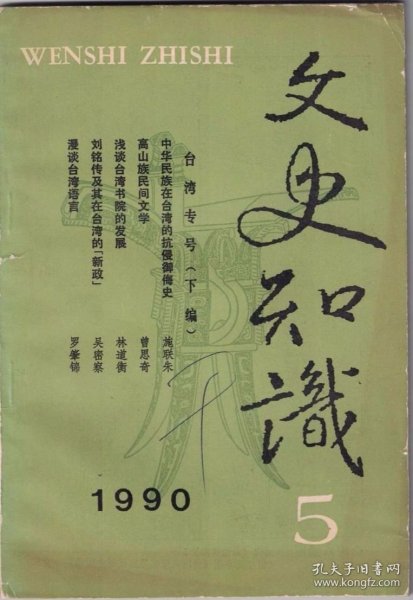 WENSHI ZHISHI
文史知識
台湾专号（下编）
中华民族在台湾的抗侵御侮史 施联朱
高山族民间文学 曾思奇
浅谈台湾书院的发展 林道衡
刘铭传及其在台湾的「新政」 吴密察
漫谈台湾语言 罗肇锦
1990
5
孔夫子旧书网
book.kongfz.com